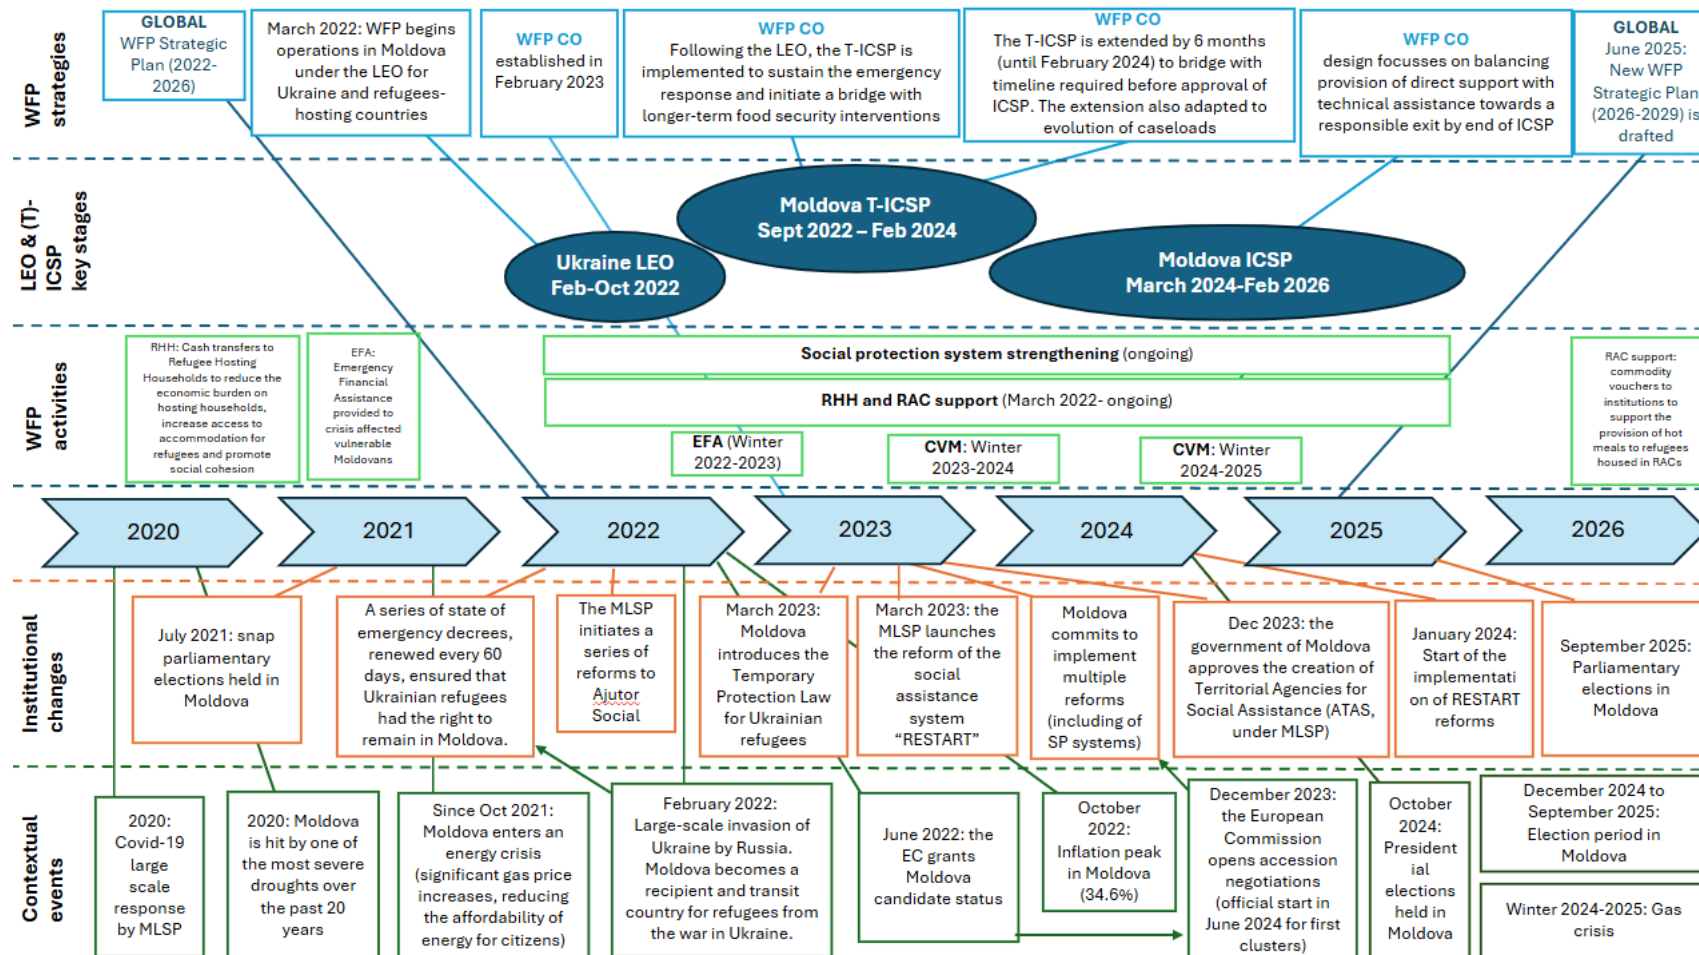 WFP
strategies
GLOBAL
WFP Strategic
Plan (2022-
2026)
March 2022: WFP begins
operations in Moldova
under the LEO for
Ukraine and refugees-
hosting countries
WFP CO
established in
February 2023
WFP CO
Following the LEO, the T-ICSP is
implemented to sustain the emergency
response and initiate a bridge with
longer-term food security interventions
WFP CO
The T-ICSP is extended by 6 months
(until February 2024) to bridge with
timeline required before approval of
ICSP. The extension also adapted to
evolution of caseloads
WFP CO
design focusses on balancing
provision of direct support with
technical assistance towards a
responsible exit by end of ICSP
GLOBAL
June 2025:
New WFP
Strategic Plan
(2026-2029) is
drafted
LEO & (T)-
ICSP
key stages
Ukraine LEO
Feb-Oct 2022
Moldova T-ICSP
Sept 2022 – Feb 2024
Moldova ICSP
March 2024-Feb 2026
WFP
activities
RHH: Cash transfers to
Refugee Hosting
Households to reduce the
economic burden on
hosting households,
increase access to
accommodation for
refugees and promote
social cohesion
EFA:
Emergency
Financial
Assistance
provided to
crisis affected
vulnerable
Moldovans
Social protection system strengthening (ongoing)
RHH and RAC support (March 2022- ongoing)
EFA (Winter
2022-2023)
CVM: Winter
2023-2024
CVM: Winter
2024-2025
RAC support:
commodity
vouchers to
institutions to
support the
provision of hot
meals to refugees
housed in RACs
2020
2021
2022
2023
2024
2025
2026
Institutional
changes
July 2021: snap
parliamentary
elections held in
Moldova
A series of state of
emergency decrees,
renewed every 60
days, ensured that
Ukrainian refugees
had the right to
remain in Moldova.
The MLSP
initiates a
series of
reforms to
Ajutor
Social
March 2023:
Moldova
introduces the
Temporary
Protection Law
for Ukrainian
refugees
March 2023: the
MLSP launches
the reform of the
social
assistance
system
“RESTART”
Moldova
commits to
implement
multiple
reforms
(including of
SP systems)
Dec 2023: the
government of Moldova
approves the creation of
Territorial Agencies for
Social Assistance (ATAS,
under MLSP)
January 2024:
Start of the
implementati
on of RESTART
reforms
September 2025:
Parliamentary
elections in
Moldova
Contextual
events
2020:
Covid-19
large
scale
response
by MLSP
2020: Moldova
is hit by one of
the most severe
droughts over
the past 20
years
Since Oct 2021:
Moldova enters an
energy crisis
(significant gas price
increases, reducing
the affordability of
energy for citizens)
February 2022:
Large-scale invasion of
Ukraine by Russia.
Moldova becomes a
recipient and transit
country for refugees from
the war in Ukraine.
June 2022: the
EC grants
Moldova
candidate status
October
2022:
Inflation peak
in Moldova
(34.6%)
December 2023:
the European
Commission
opens accession
negotiations
(official start in
June 2024 for first
clusters)
October
2024:
President
ial
elections
held in
Moldova
December 2024 to
September 2025:
Election period in
Moldova
Winter 2024-2025: Gas
crisis